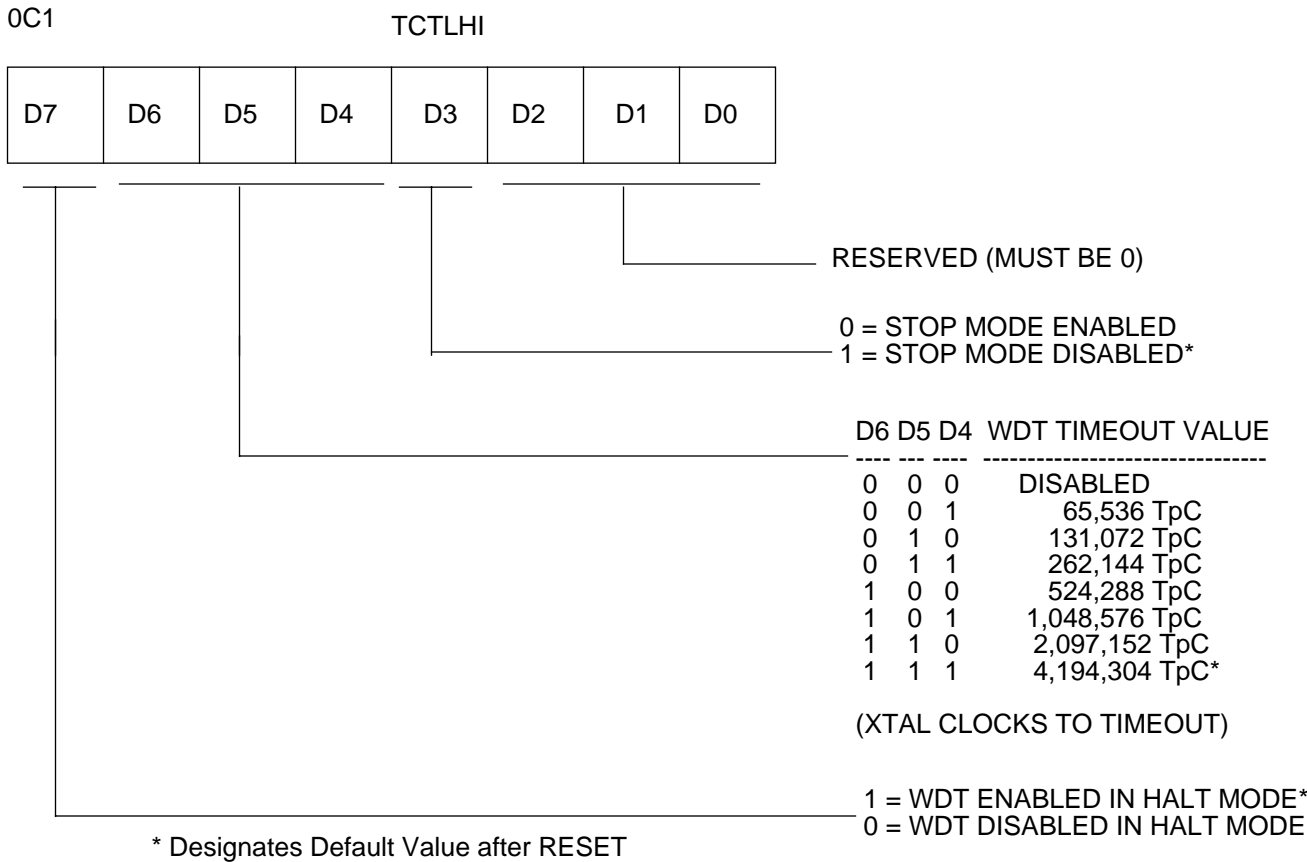 0C1
TCTLHI
D7 D6 D5 D4 D3 D2 D1 D0
RESERVED (MUST BE 0)
0 = STOP MODE ENABLED
1 = STOP MODE DISABLED*
D6 D5 D4 WDT TIMEOUT VALUE
---- --- ---- --------------------------------
0 0 0 DISABLED
0 0 1 65,536 TpC
0 1 0 131,072 TpC
0 1 1 262,144 TpC
1 0 0 524,288 TpC
1 0 1 1,048,576 TpC
1 1 0 2,097,152 TpC
1 1 1 4,194,304 TpC*
(XTAL CLOCKS TO TIMEOUT)
1 = WDT ENABLED IN HALT MODE*
0 = WDT DISABLED IN HALT MODE
* Designates Default Value after RESET